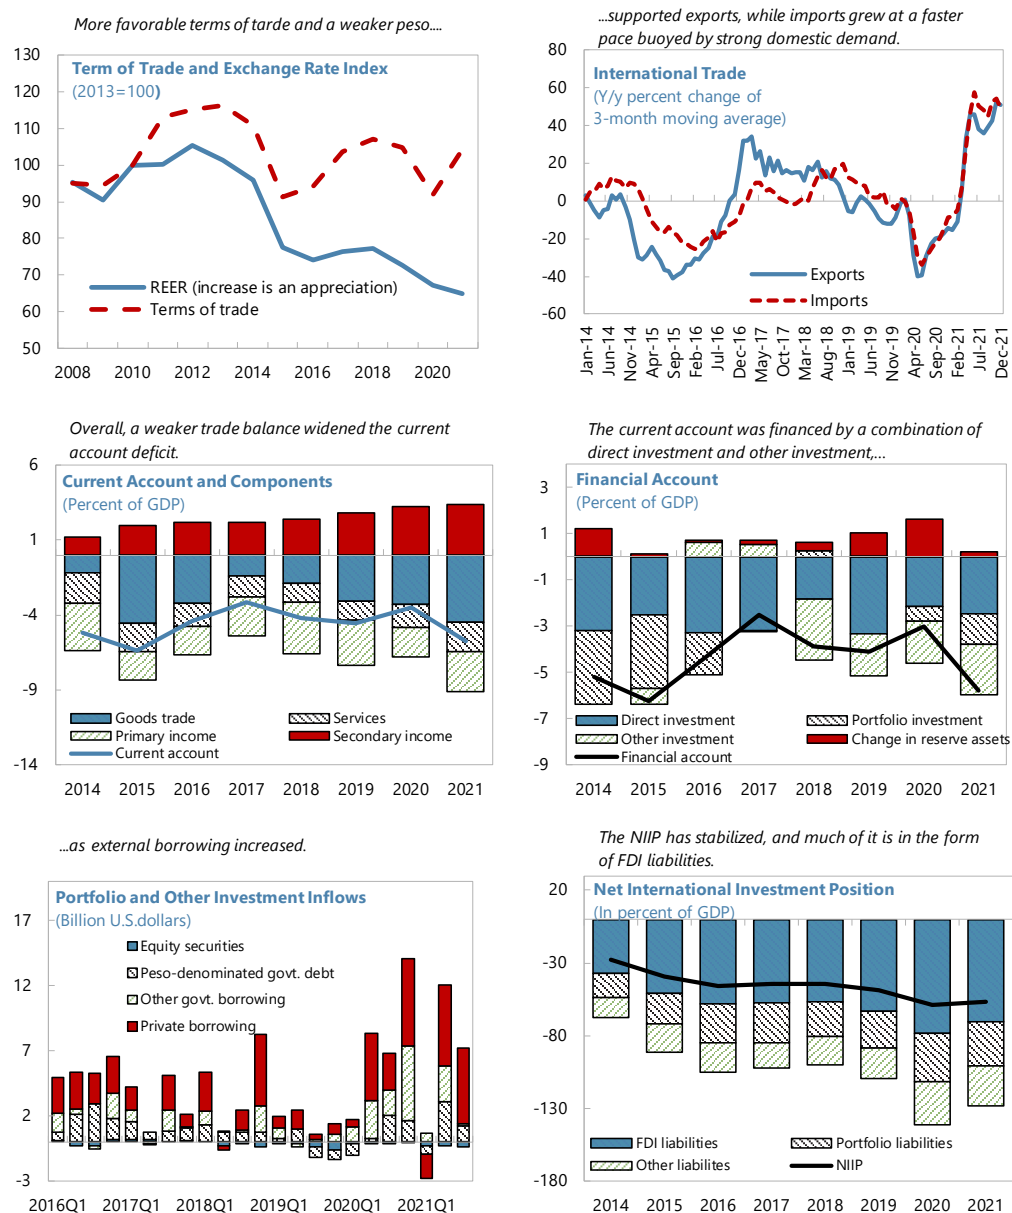 More favorable terms of tarde and a weaker peso....
130
120
110
100
90
80
70
60
50
Term of Trade and Exchange Rate Index
(2013=100)
REER (increase is an appreciation)
Terms of trade
2008 2010 2012 2014 2016 2018 2020
...supported exports, while imports grew at a faster
pace buoyed by strong domestic demand.
80
60
40
20
0
-20
-40
-60
International Trade
(Y/y percent change of
3-month moving average)
Exports
Imports
Jan-14 Jun-14 Nov-14 Apr-15 Sep-15 Feb-16 Jul-16 Dec-16 May-17 Oct-17 Mar-18 Aug-18 Jan-19 Jun-19 Nov-19 Apr-20 Sep-20 Feb-21 Jul-21 Dec-21
Overall, a weaker trade balance widened the current
account deficit.
6
1
-4
-9
-14
Current Account and Components
(Percent of GDP)
Goods trade
Services
Primary income
Secondary income
Current account
2014 2015 2016 2017 2018 2019 2020 2021
The current account was financed by a combination of
direct investment and other investment,...
3
1
-1
-3
-5
-7
-9
Financial Account
(Percent of GDP)
Direct investment
Portfolio investment
Other investment
Change in reserve assets
Financial account
2014 2015 2016 2017 2018 2019 2020 2021
...as external borrowing increased.
17
12
7
2
-3
Portfolio and Other Investment Inflows
(Billion U.S.dollars)
Equity securities
Peso-denominated govt. debt
Other govt. borrowing
Private borrowing
2016Q1 2017Q1 2018Q1 2019Q1 2020Q1 2021Q1
The NIIP has stabilized, and much of it is in the form
of FDI liabilities.
20
-30
-80
-130
-180
Net International Investment Position
(In percent of GDP)
FDI liabilities
Portfolio liabilities
Other liabilites
NIIP
2014 2015 2016 2017 2018 2019 2020 2021